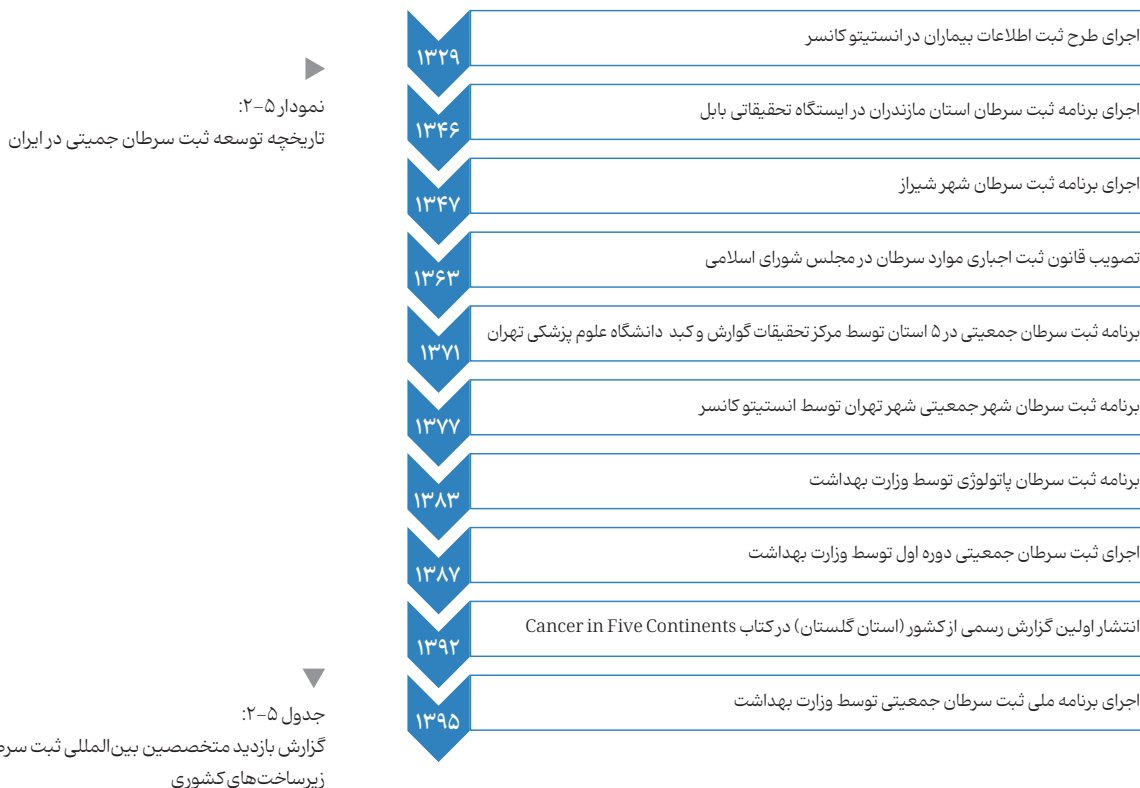 اجرای طرح ثبت اطلاعات بیماران در انستیتو کانسر
۱۳۲۹
اجرای برنامه ثبت سرطان استان مازندران در ایستگاه تحقیقاتی بابل
۱۳۴۶
اجرای برنامه ثبت سرطان شهر شیراز
۱۳۴۷
تصویب قانون ثبت اجباری موارد سرطان در مجلس شورای اسلامی
۱۳۶۳
برنامه ثبت سرطان جمعیتی در ۵ استان توسط مرکز تحقیقات گوارش و کبد دانشگاه علوم پزشکی تهران
۱۳۷۱
برنامه ثبت سرطان شهر جمعیتی شهر تهران توسط انستیتو کانسر
۱۳۷۷
برنامه ثبت سرطان پاتولوژی توسط وزارت بهداشت
۱۳۸۳
اجرای ثبت سرطان جمعیتی دوره اول توسط وزارت بهداشت
۱۳۸۷
انتشار اولین گزارش رسمی از کشور (استان گلستان) در کتاب Cancer in Five Continents
۱۳۹۲
اجرای برنامه ملی ثبت سرطان جمعیتی توسط وزارت بهداشت
۱۳۹۵
نمودار ۵-۲:
تاریخچه توسعه ثبت سرطان جمیتی در ایران
جدول ۵-۲:
گزارش بازدید متخصصین بین‌المللی ثبت
زیرساخت‌های کشوری